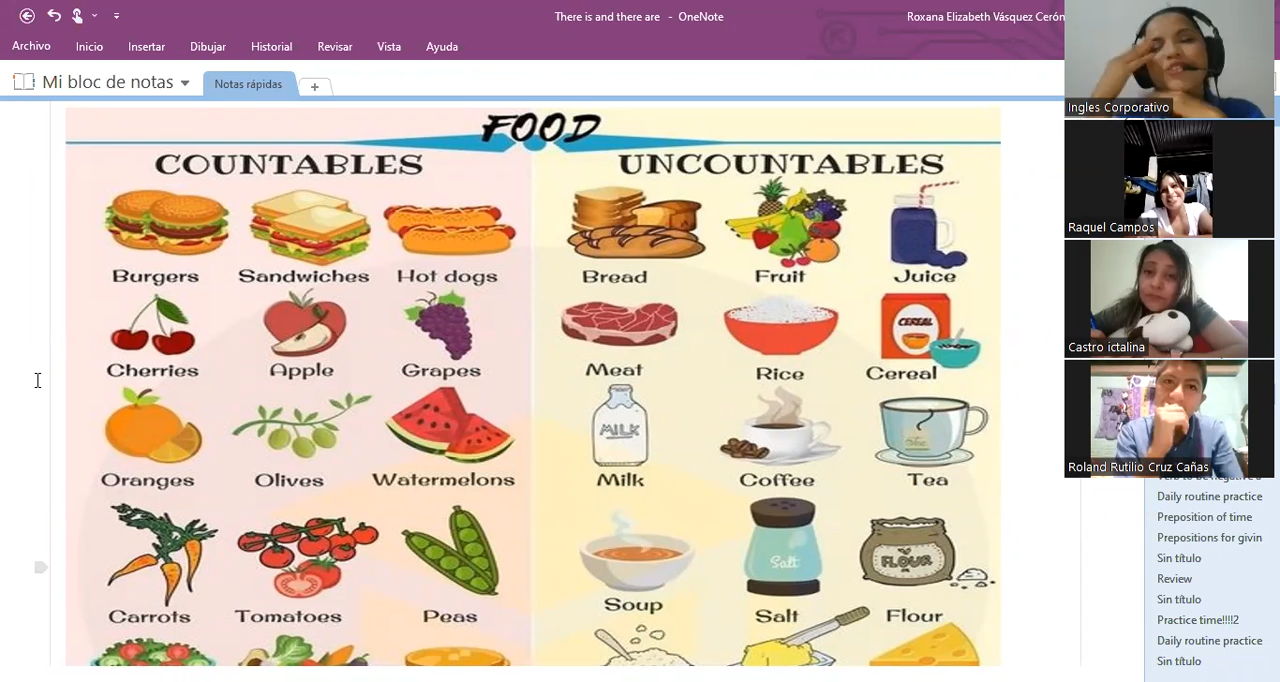 There is and there are - OneNote
Roxana Elizabeth Vásquez Cerón
Archivo Inicio Insertar Dibujar Historial Revisar Vista Ayuda
Mi bloc de notas Notas rápidas +
FOOD
COUNTABLES UNCOUNTABLES
Burgers Sandwiches Hot dogs Bread Fruit Juice
CEREAL
Cherries Apple Grapes Meat Rice Cereal
MILK
Tea
Oranges Olives Watermelons Milk Coffee Tea
Salt
FLOUR
Carrots Tomatoes Peas Soup Salt Flour
Ingles Corporativo
Raquel Campos
Castro ictalina
Roland Rutilio Cruz Cañas
Daily routine practice
Preposition of time
Prepositions for givin
Sin título
Review
Sin título
Practice time!!!!2
Daily routine practice
Sin título